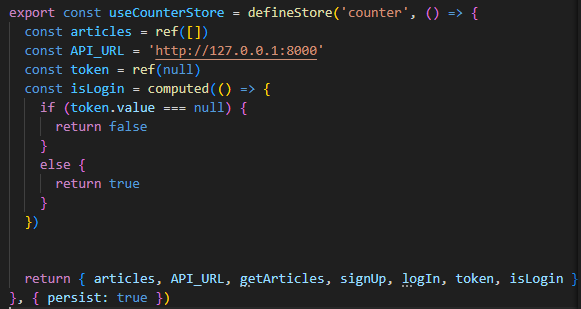 export const useCounterStore = defineStore('counter', () => {
  const articles = ref([])
  const API_URL = 'http://127.0.0.1:8000'
  const token = ref(null)
  const isLogin = computed(() => {
    if (token.value === null) {
      return false
    }
    else {
      return true
    }
  })
  return { articles, API_URL, getArticles, signUp, logIn, token, isLogin }
}, { persist: true })